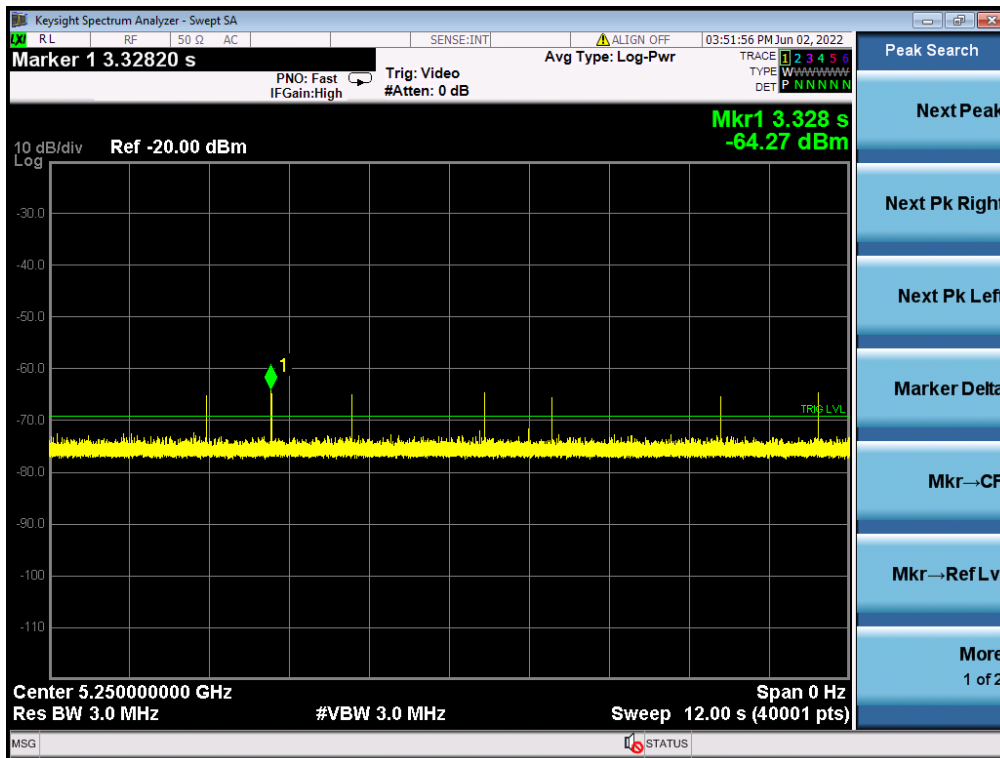 Keysight Spectrum Analyzer - Swept SA
LXI RL RF 50 Ω AC SENSE:INT ALIGN OFF 03:51:56 PM Jun 02, 2022
Marker 1 3.32820 s
PNO: Fast
IFGain:High
Trig: Video
#Atten: 0 dB
Avg Type: Log-Pwr
TRACE 1 2 3 4 5 6
TYPE WWWWWW
DET P N N N N N
Mkr1 3.328 s
-64.27 dBm
10 dB/div Ref -20.00 dBm
Log
-30.0
-40.0
-50.0
-60.0
1
TRIG LVL
-70.0
-80.0
-90.0
-100
-110
Center 5.250000000 GHz
Span 0 Hz
Res BW 3.0 MHz
#VBW 3.0 MHz
Sweep 12.00 s (40001 pts)
MSG
STATUS
Peak Search
Next Peak
Next Pk Right
Next Pk Left
Marker Delta
Mkr→CF
Mkr→Ref Lv
More
1 of 2